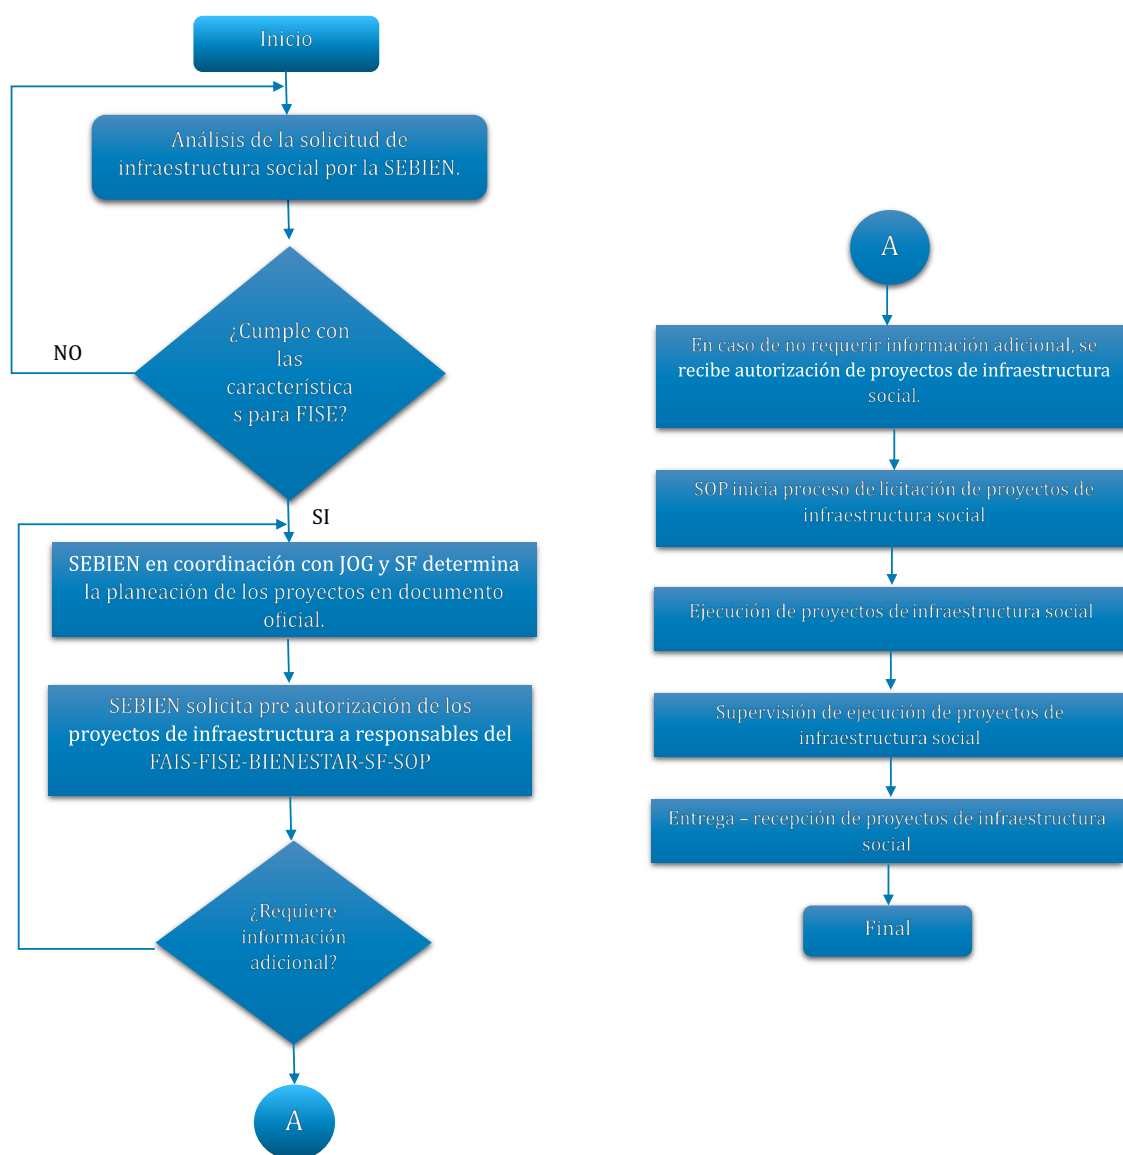 Inicio
Análisis de la solicitud de
infraestructura social por la SEBIEN.
¿Cumple con
las
característica
s para FISE?
NO
SI
SEBIEN en coordinación con JOG y SF determina
la planeación de los proyectos en documento
oficial.
SEBIEN solicita pre autorización de los
proyectos de infraestructura a responsables del
FAIS-FISE-BIENESTAR-SF-SOP
¿Requiere
información
adicional?
A
A
En caso de no requerir información adicional, se
recibe autorización de proyectos de infraestructura
social.
SOP inicia proceso de licitación de proyectos de
infraestructura social
Ejecución de proyectos de infraestructura social
Supervisión de ejecución de proyectos de
infraestructura social
Entrega – recepción de proyectos de infraestructura
social
Final